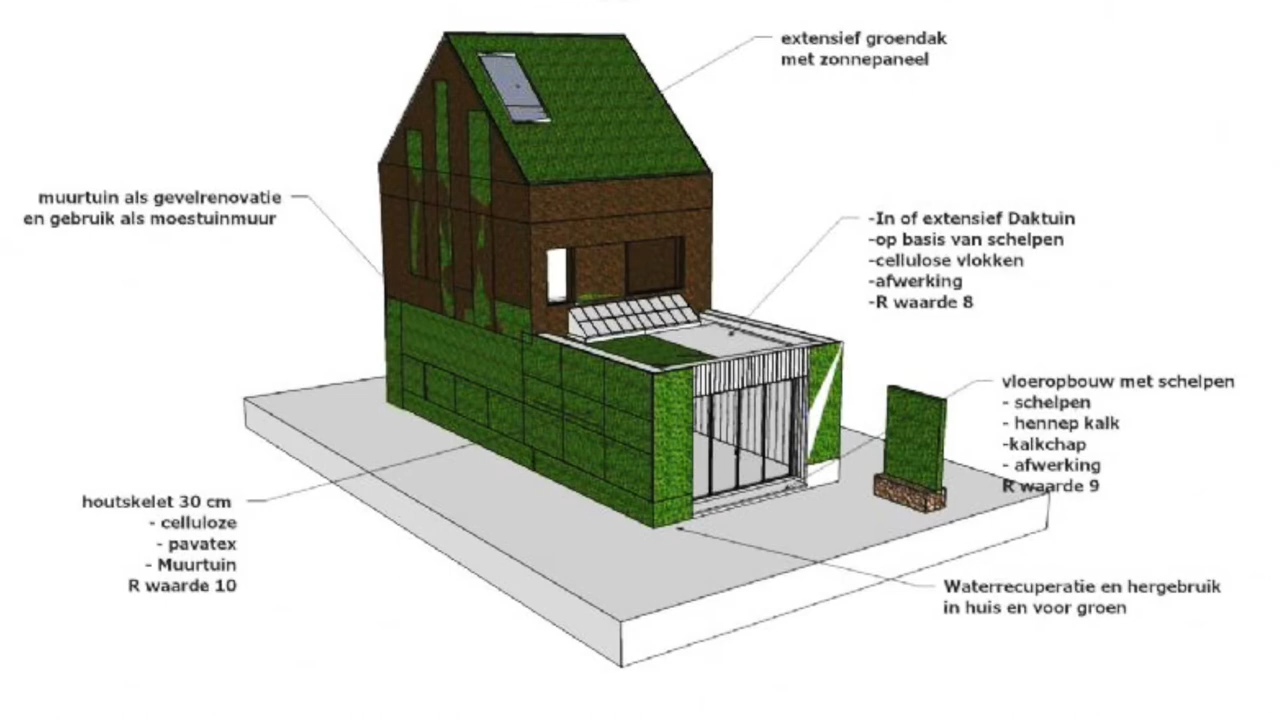 extensief groendak
met zonnepaneel
muurtuin als gevelrenovatie
en gebruik als moestuinmuur
-In of extensief Daktuin
-op basis van schelpen
-cellulose vlokken
-afwerking
-R waarde 8
vloeropbouw met schelpen
- schelpen
- hennep kalk
-kalkchap
- afwerking
R waarde 9
houtskelet 30 cm
- celluloze
- pavatex
- Muurtuin
R waarde 10
Waterrecuperatie en hergebruik
in huis en voor groen